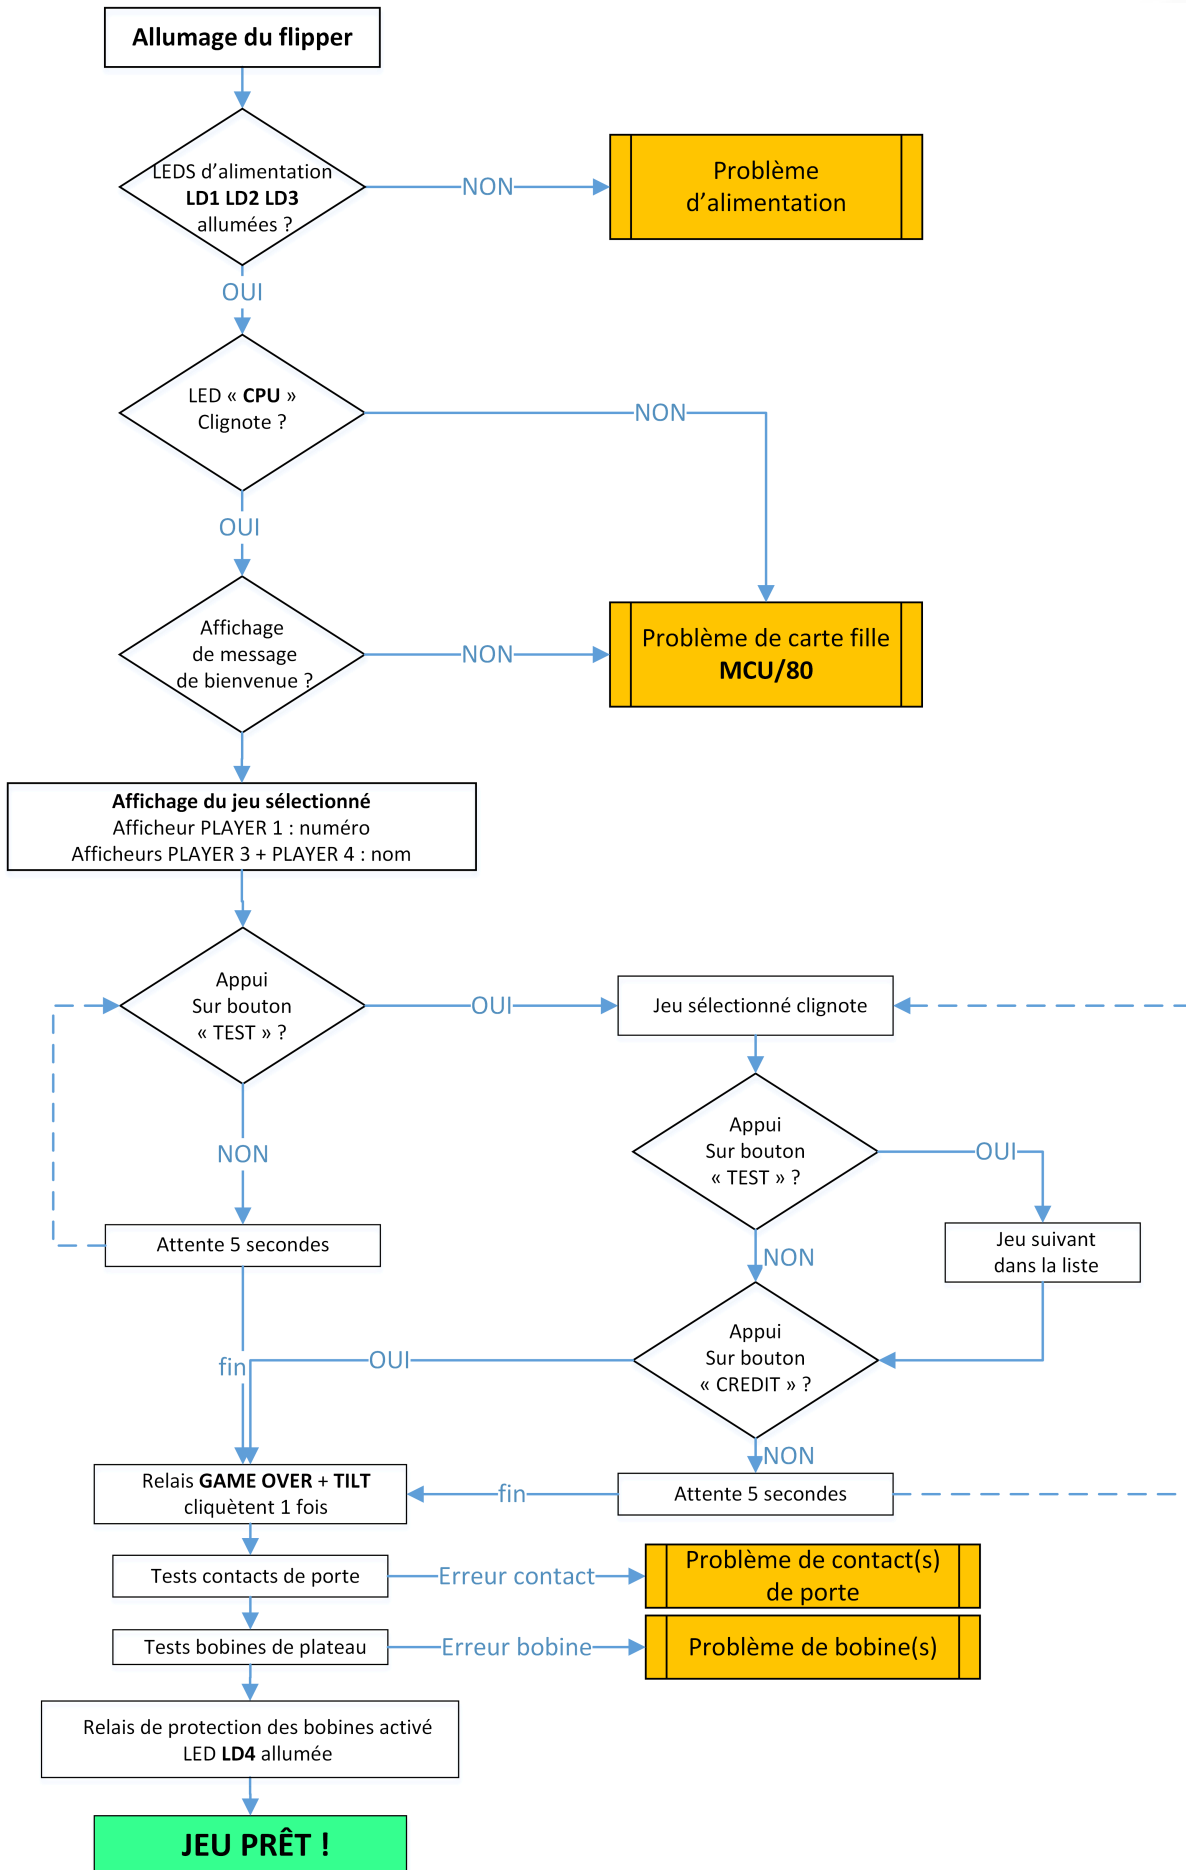 Allumage du flipper
LEDS d’alimentation
LD1 LD2 LD3
allumées ?
NON
Problème
d’alimentation
OUI
LED « CPU »
Clignote ?
NON
OUI
Affichage
de message
de bienvenue ?
NON
Problème de carte fille
MCU/80
Affichage du jeu sélectionné
Afficheur PLAYER 1 : numéro
Afficheurs PLAYER 3 + PLAYER 4 : nom
Appui
Sur bouton
« TEST » ?
OUI
Jeu sélectionné clignote
Appui
Sur bouton
« TEST » ?
OUI
NON
Attente 5 secondes
Jeu suivant
dans la liste
NON
Appui
Sur bouton
« CREDIT » ?
OUI
fin
NON
Relais GAME OVER + TILT
cliquètent 1 fois
fin
Attente 5 secondes
Tests contacts de porte
Erreur contact
Problème de contact(s)
de porte
Tests bobines de plateau
Erreur bobine
Problème de bobine(s)
Relais de protection des bobines activé
LED LD4 allumée
JEU PRÊT !